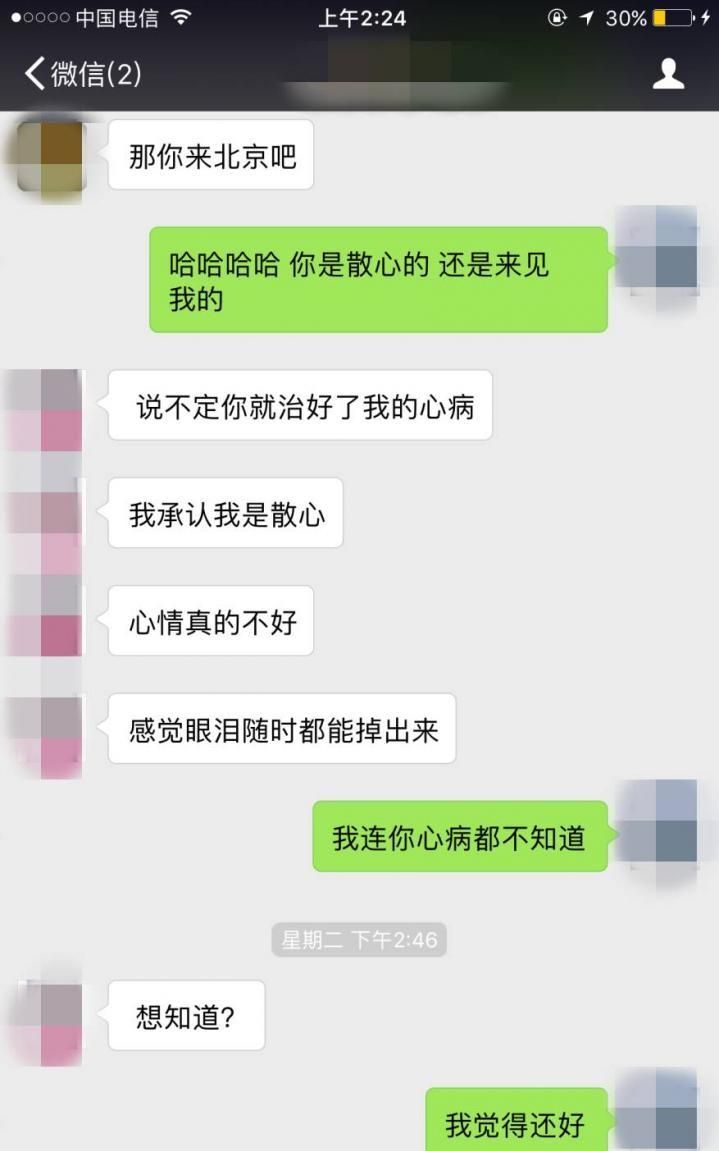 中国电信 上午2:24 30%
微信(2)
那你来北京吧
哈哈哈哈 你是散心的 还是来见
我的
说不定你就治好了我的心病
我承认我是散心
心情真的不好
感觉眼泪随时都能掉出来
我连你心病都不知道
星期二 下午2:46
想知道?
我觉得还好